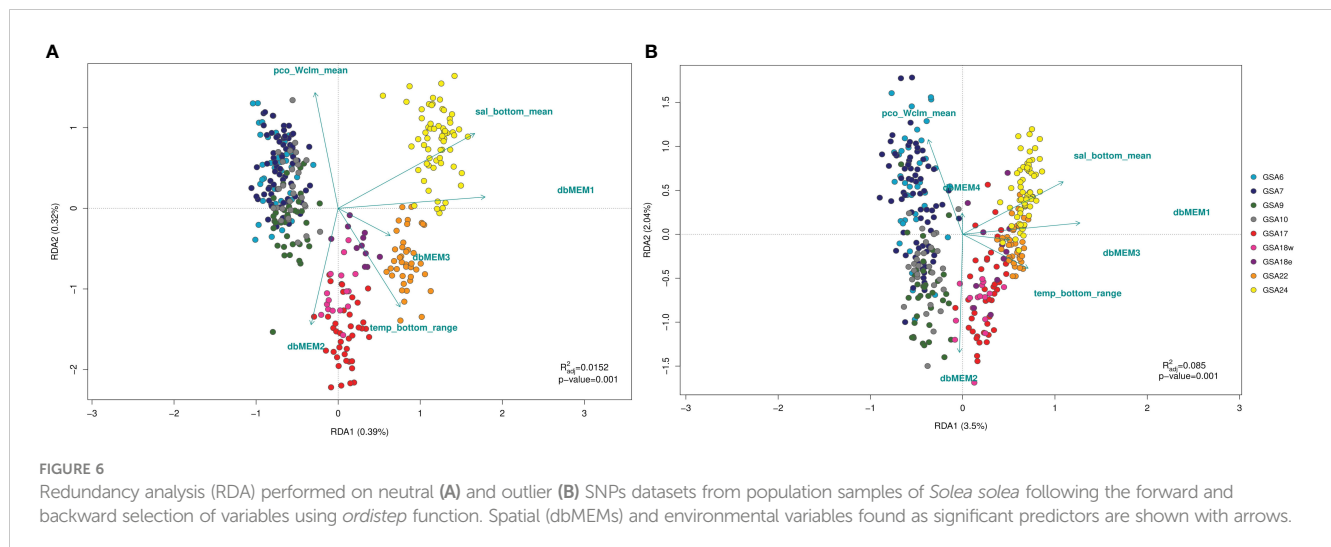 A
pco_Wclm_mean
sal_bottom_mean
dbMEM1
dbMEM3
temp_bottom_range
dbMEM2
R²adj=0.0152
p−value=0.001
RDA2 (0.32%)
1
0
−1
−2
−3
−2
−1
0
1
2
3
RDA1 (0.39%)
B
pco_Wclm_mean
sal_bottom_mean
dbMEM4
dbMEM1
dbMEM3
temp_bottom_range
dbMEM2
R²adj=0.085
p−value=0.001
RDA2 (2.04%)
1.5
1.0
0.5
0.0
−0.5
−1.0
−1.5
−3
−2
−1
0
1
2
3
RDA1 (3.5%)
GSA6
GSA7
GSA9
GSA10
GSA17
GSA18w
GSA18e
GSA22
GSA24
FIGURE 6
Redundancy analysis (RDA) performed on neutral (A) and outlier (B) SNPs datasets from population samples of Solea solea following the forward and
backward selection of variables using ordistep function. Spatial (dbMEMs) and environmental variables found as significant predictors are shown with arrows.